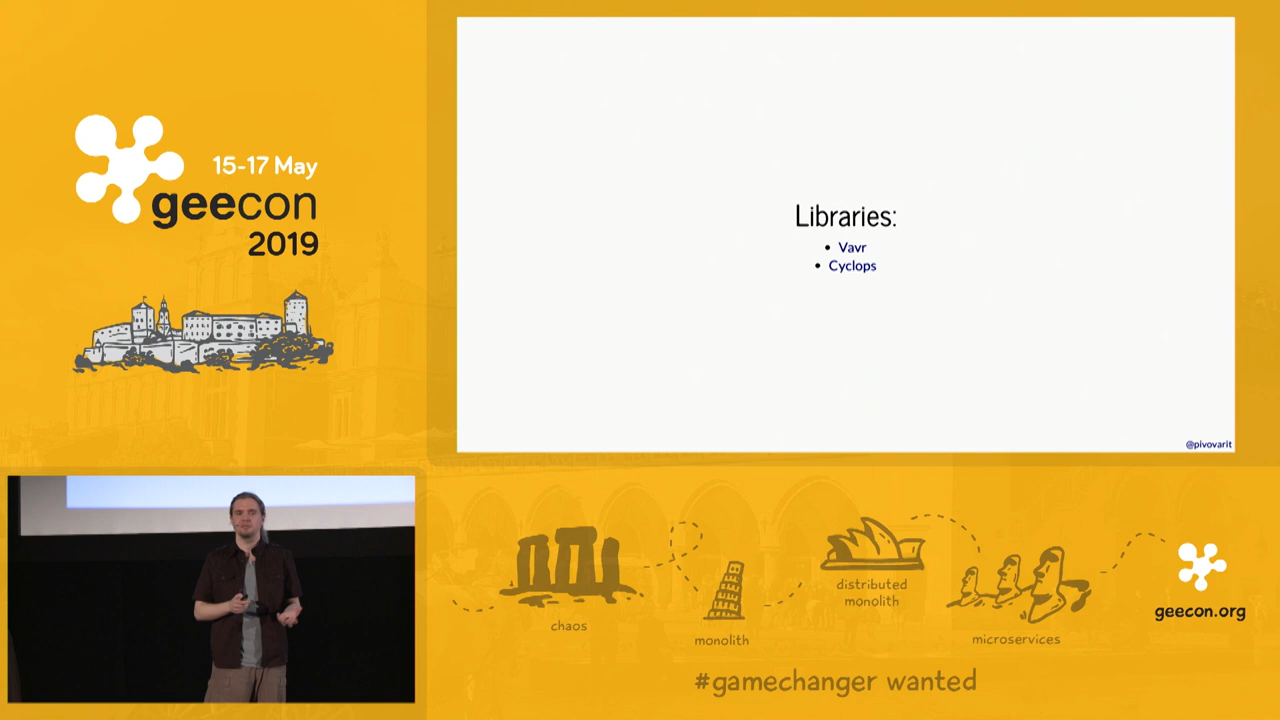 15-17 May
geecon
2019
Libraries:
• Vavr
• Cyclops
@pivovarit
chaos
monolith
distributed
monolith
microservices
geecon.org
#gamechanger wanted